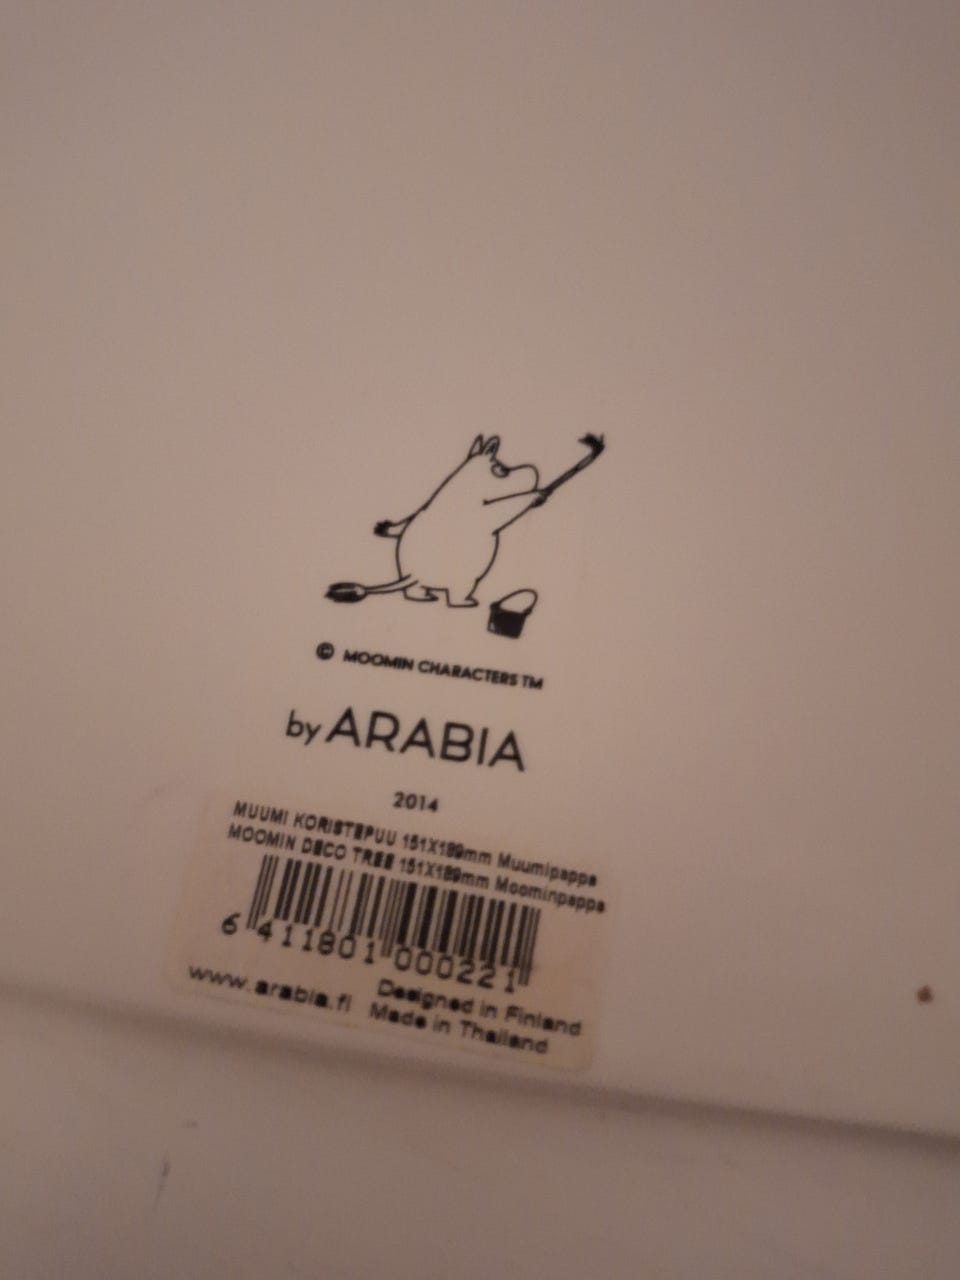 © MOOMIN CHARACTERS TM
by ARABIA
2014
MUUMI KORISTEPUU 151X189mm Muumipappa
MOOMIN DECO TREE 151X189mm Moominpappa
6 411801 000221
www.arabia.fi
Designed in Finland
Made in Thailand